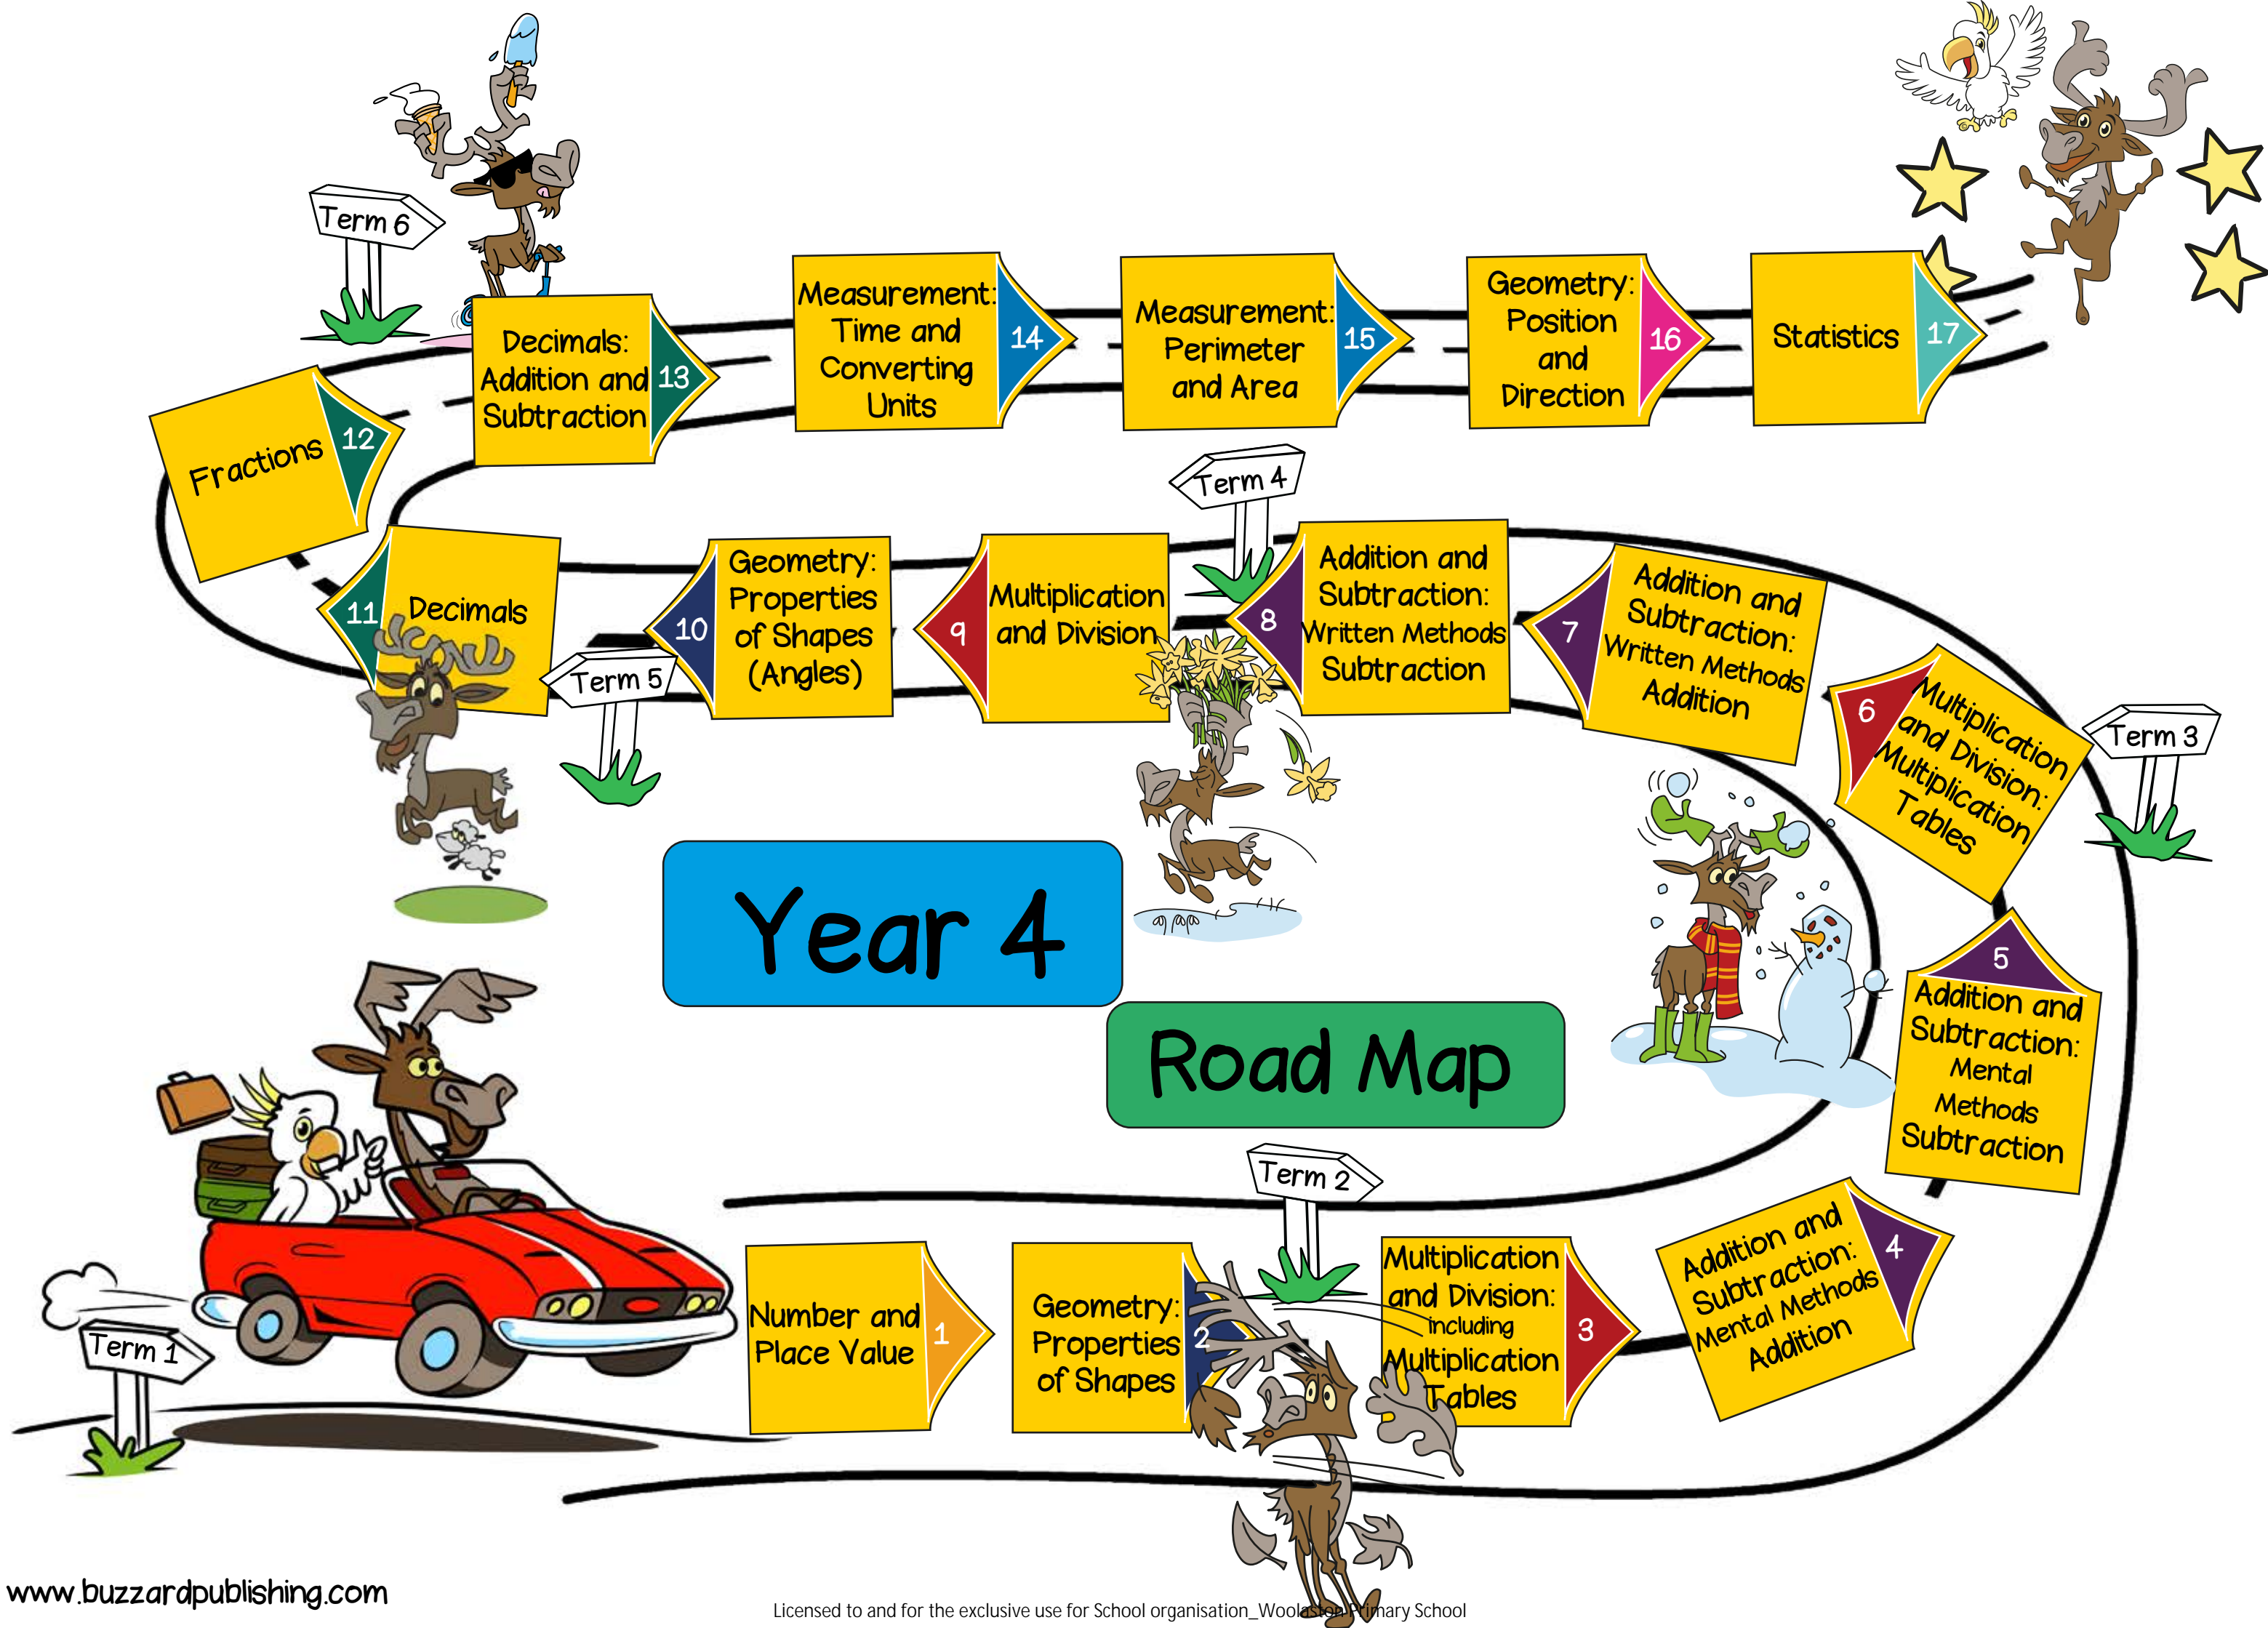 Term 1
Number and
Place Value
1
Geometry:
Properties
of Shapes
2
Term 2
Multiplication
and Division:
including
Multiplication
Tables
3
Addition and
Subtraction:
Mental Methods
Addition
4
5
Addition and
Subtraction:
Mental
Methods
Subtraction
Term 3
6
Multiplication
and Division:
Multiplication
Tables
7
Addition and
Subtraction:
Written Methods
Addition
8
Addition and
Subtraction:
Written Methods
Subtraction
Term 4
9
Multiplication
and Division
10
Geometry:
Properties
of Shapes
(Angles)
Term 5
11
Decimals
Fractions
12
Term 6
Decimals:
Addition and
Subtraction
13
Measurement:
Time and
Converting
Units
14
Measurement:
Perimeter
and Area
15
Geometry:
Position
and
Direction
16
Statistics
17
Year 4
Road Map
www.buzzardpublishing.com
Licensed to and for the exclusive use for School organisation_Woolaston Primary School